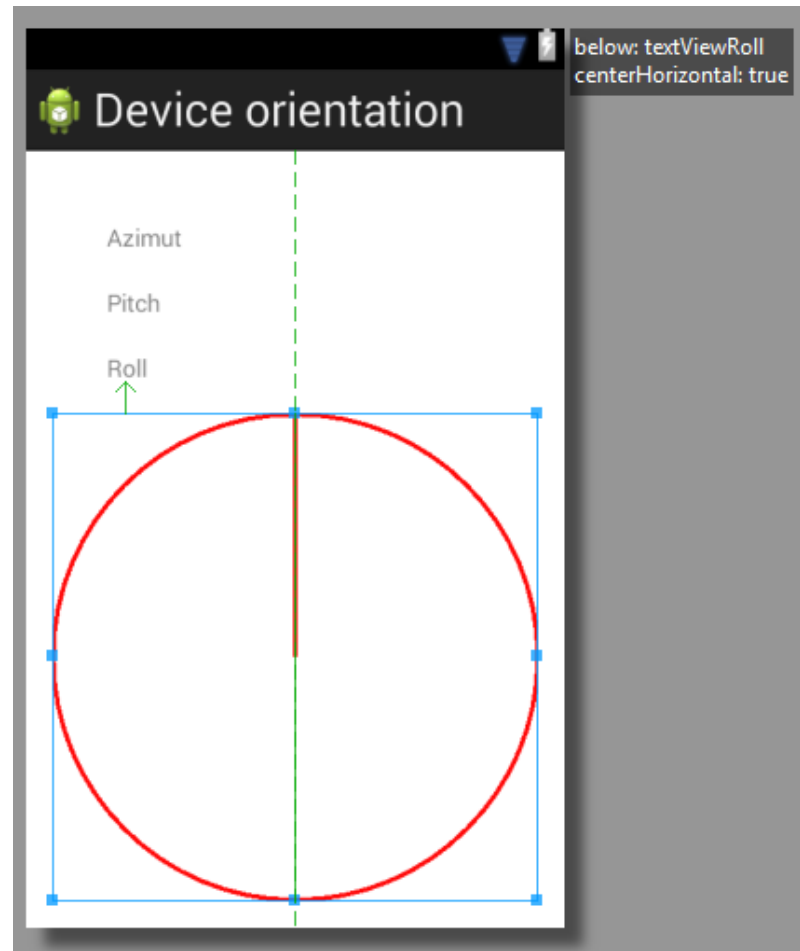 below: textViewRoll
centerHorizontal: true
Device orientation
Azimut
Pitch
Roll